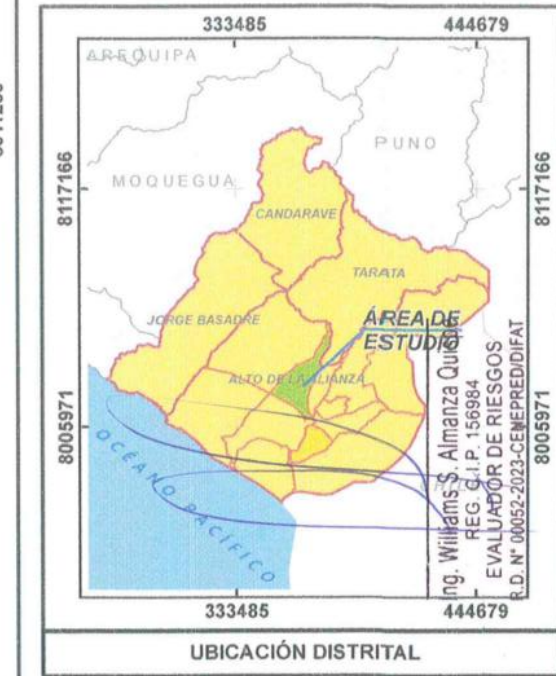 333485 444679
AREQUIPA
PUNO
8117166 8117166
MOQUEGUA
CANDARAVE
TARATA
JORGE BASADRE
ÁREA DE
ESTUDIO
ALTO DE LA ALIANZA
8005971 8005971
OCÉANO PACÍFICO
Ing. Williams S. Almanza Quispe
REG. C.I.P. 156984
EVALUADOR DE RIESGOS
R.D. N° 00052-2023-CENEPRED/DIFAT
333485 444679
UBICACIÓN DISTRITAL